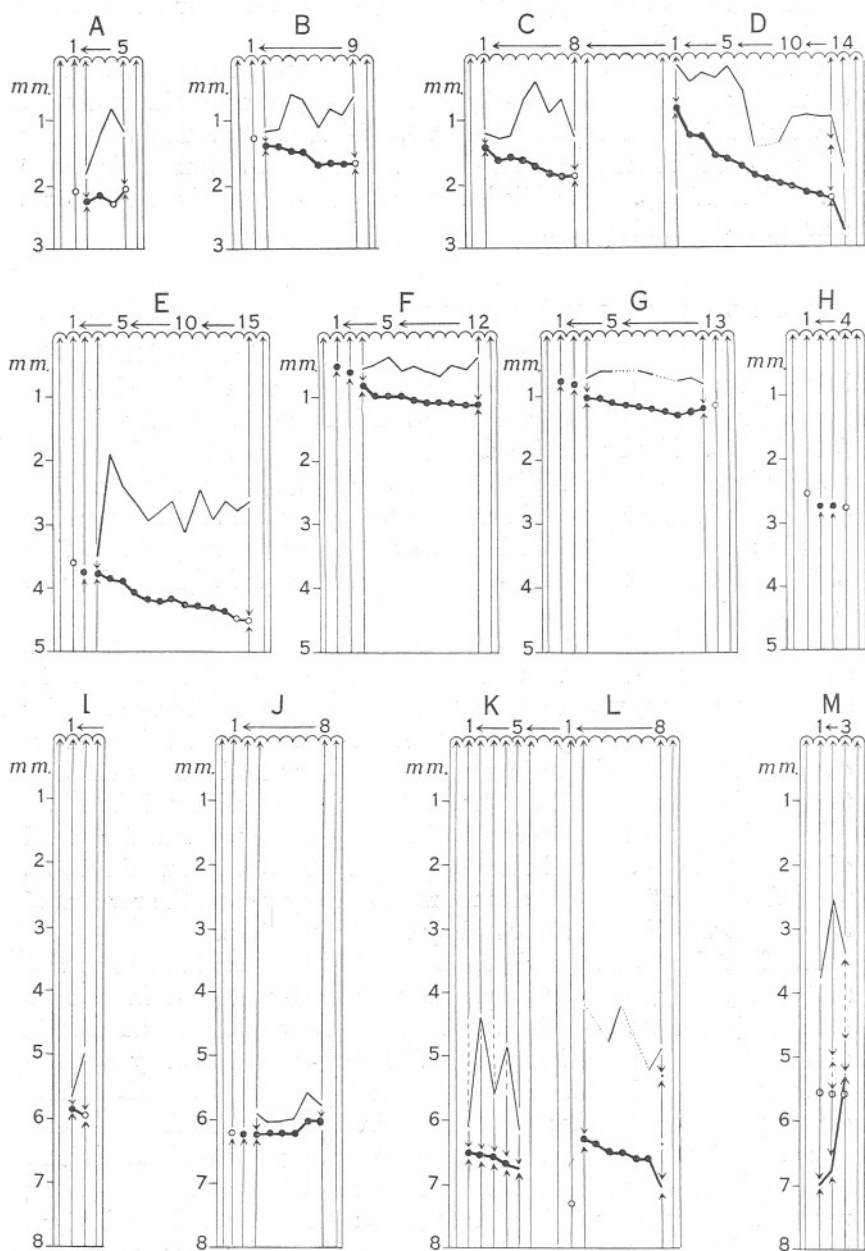 A B C D
1 ← 5 1 ← 9 1 ← 8 ← 1 ← 5 ← 10 ← 14
mm. mm. mm.
1 1 1
2 2 2
3 3 3
E F G H
1 ← 5 ← 10 ← 15 1 ← 5 ← 12 1 ← 5 ← 13 1 ← 4
mm. mm. mm. mm.
1 1 1 1
2 2 2 2
3 3 3 3
4 4 4 4
5 5 5 5
I J K L M
1 ← 1 ← 8 1 ← 5 ← 1 ← 8 1 ← 3
mm. mm. mm. mm.
1 1 1 1
2 2 2 2
3 3 3 3
4 4 4 4
5 5 5 5
6 6 6 6
7 7 7 7
8 8 8 8